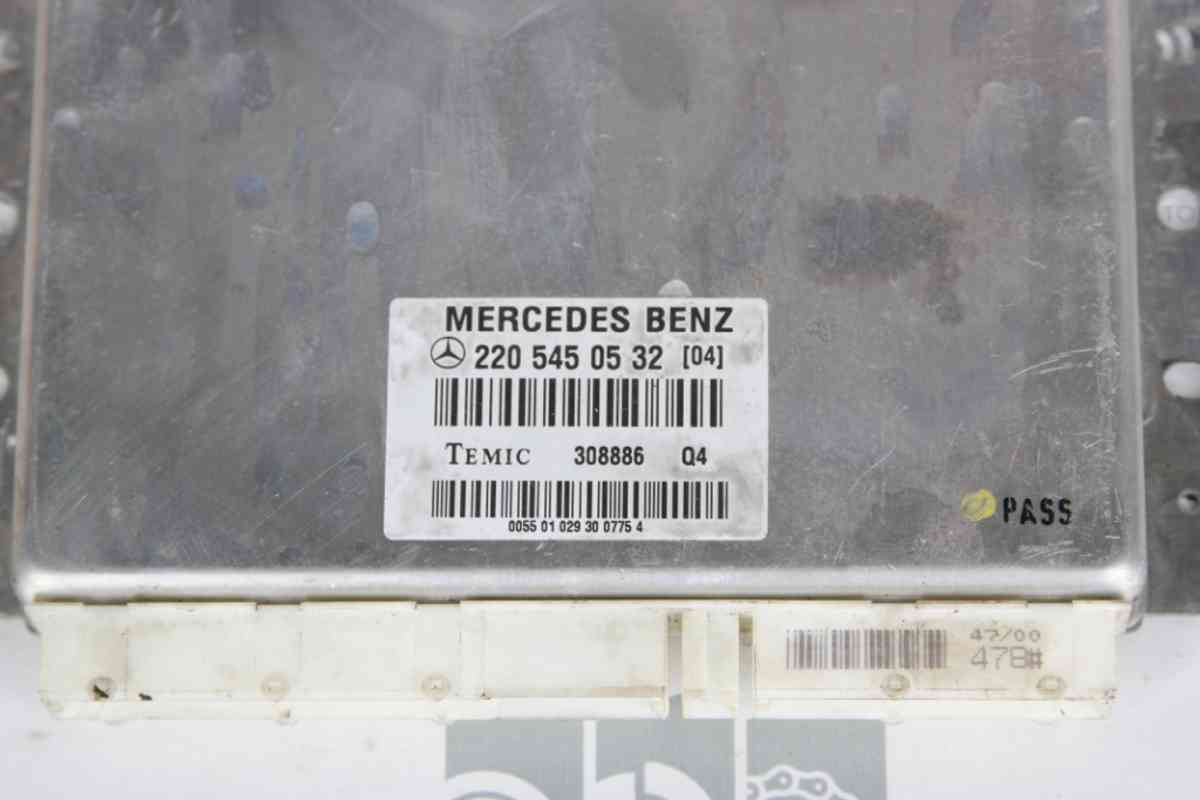 MERCEDES BENZ
220 545 05 32 [04]
TEMIC 308886 Q4
0055 01 029 30 0775 4
PASS
47/00
478#